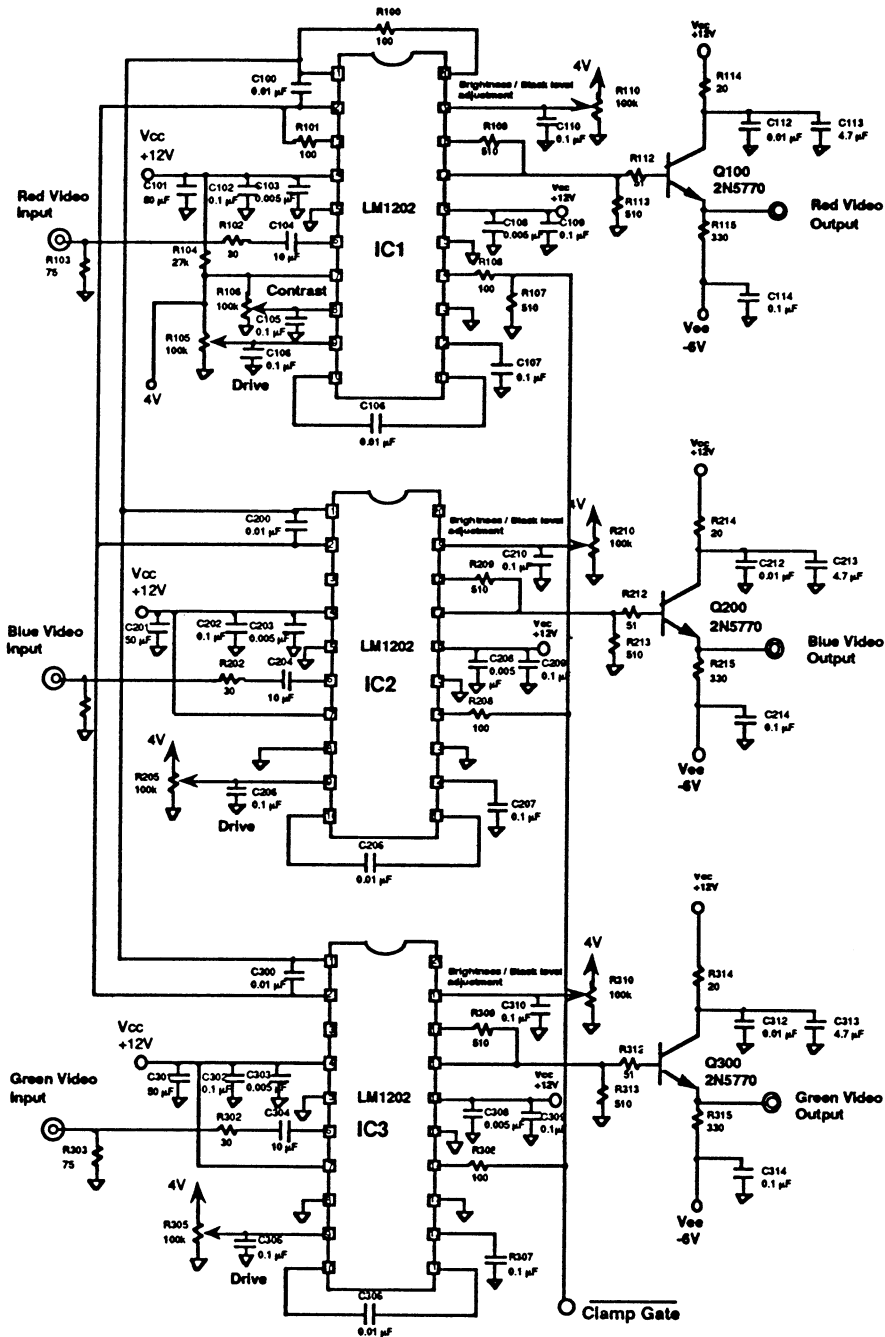 R100
100
C100
0.01 µF
R101
100
Vcc
+12V
C101
C102
0.1 µF
C103
0.005 µF
Red Video
Input
R103
75
R102
30
C104
10 µF
R104
27k
Contrast
R106
100k
C105
0.1 µF
R105
100k
C106
0.1 µF
Drive
4V
C106
0.01 µF
LM1202
IC1
Brightness / Black level
adjustment
4V
R110
100k
C110
0.1 µF
R109
510
R112
51
R113
510
Vcc
+12V
C108
0.005 µF
C109
0.1 µF
R108
100
R107
510
C107
0.1 µF
Vcc
+12V
R114
20
C112
0.01 µF
C113
4.7 µF
Q100
2N5770
Red Video
Output
R115
330
C114
0.1 µF
Vee
-6V
C200
0.01 µF
Vcc
+12V
C201
50 µF
C202
0.1 µF
C203
0.005 µF
Blue Video
Input
R202
30
C204
10 µF
4V
R205
100k
C206
0.1 µF
Drive
C206
0.01 µF
LM1202
IC2
Brightness / Black level
adjustment
4V
R210
100k
C210
0.1 µF
R209
510
R212
51
R213
510
Vcc
+12V
C208
0.005
µF
C209
0.1 µ
R208
100
C207
0.1 µF
Vcc
+12V
R214
20
C212
0.01 µF
C213
4.7 µF
Q200
2N5770
Blue Video
Output
R215
330
C214
0.1 µF
Vee
-6V
C300
0.01 µF
Vcc
+12V
C301
C302
0.1 µF
C303
0.005 µF
Green Video
Input
R303
75
R302
30
C304
10 µF
4V
R305
100k
C306
0.1 µF
Drive
C306
0.01 µF
LM1202
IC3
Brightness / Black level
adjustment
4V
R310
100k
C310
0.1 µF
R309
510
R312
51
R313
510
Vcc
+12V
C308
0.005 µF
C309
0.1µ
R308
100
R307
0.1 µF
Vcc
+12V
R314
20
C312
0.01 µF
C313
4.7 µF
Q300
2N5770
Green Video
Output
R315
330
C314
0.1 µF
Vee
-6V
Clamp Gate